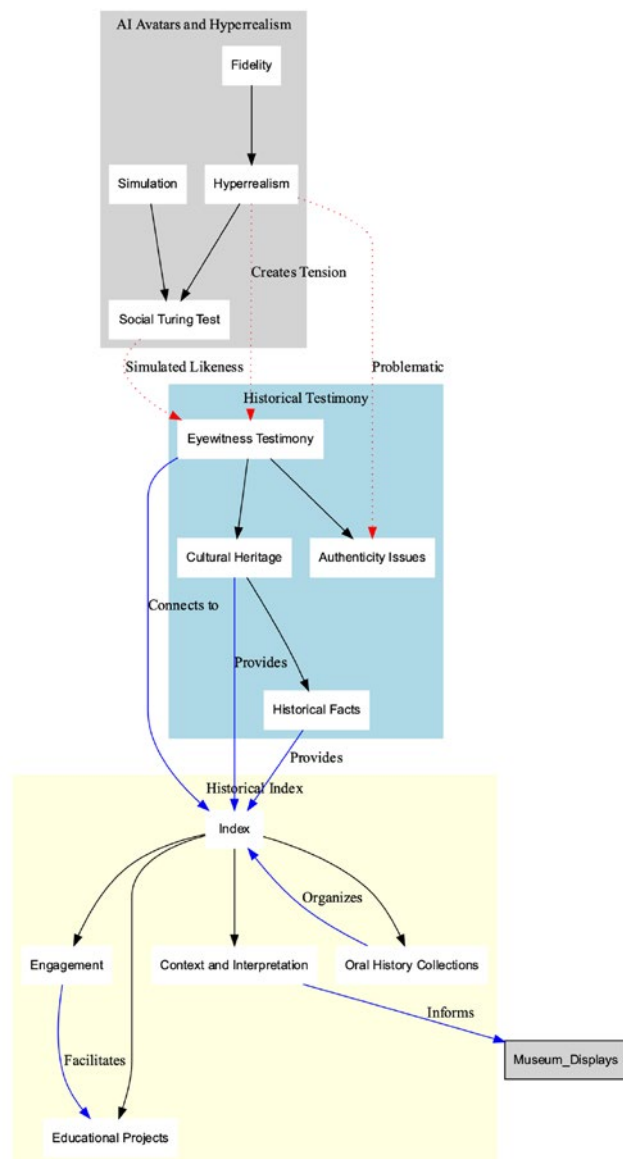 AI Avatars and Hyperrealism
Fidelity
Simulation
Hyperrealism
Creates Tension
Social Turing Test
Simulated Likeness
Problematic
Historical Testimony
Eyewitness Testimony
Cultural Heritage
Authenticity Issues
Connects to
Provides
Historical Facts
Provides
Historical Index
Index
Organizes
Engagement
Context and Interpretation
Oral History Collections
Informs
Facilitates
Museum_Displays
Educational Projects